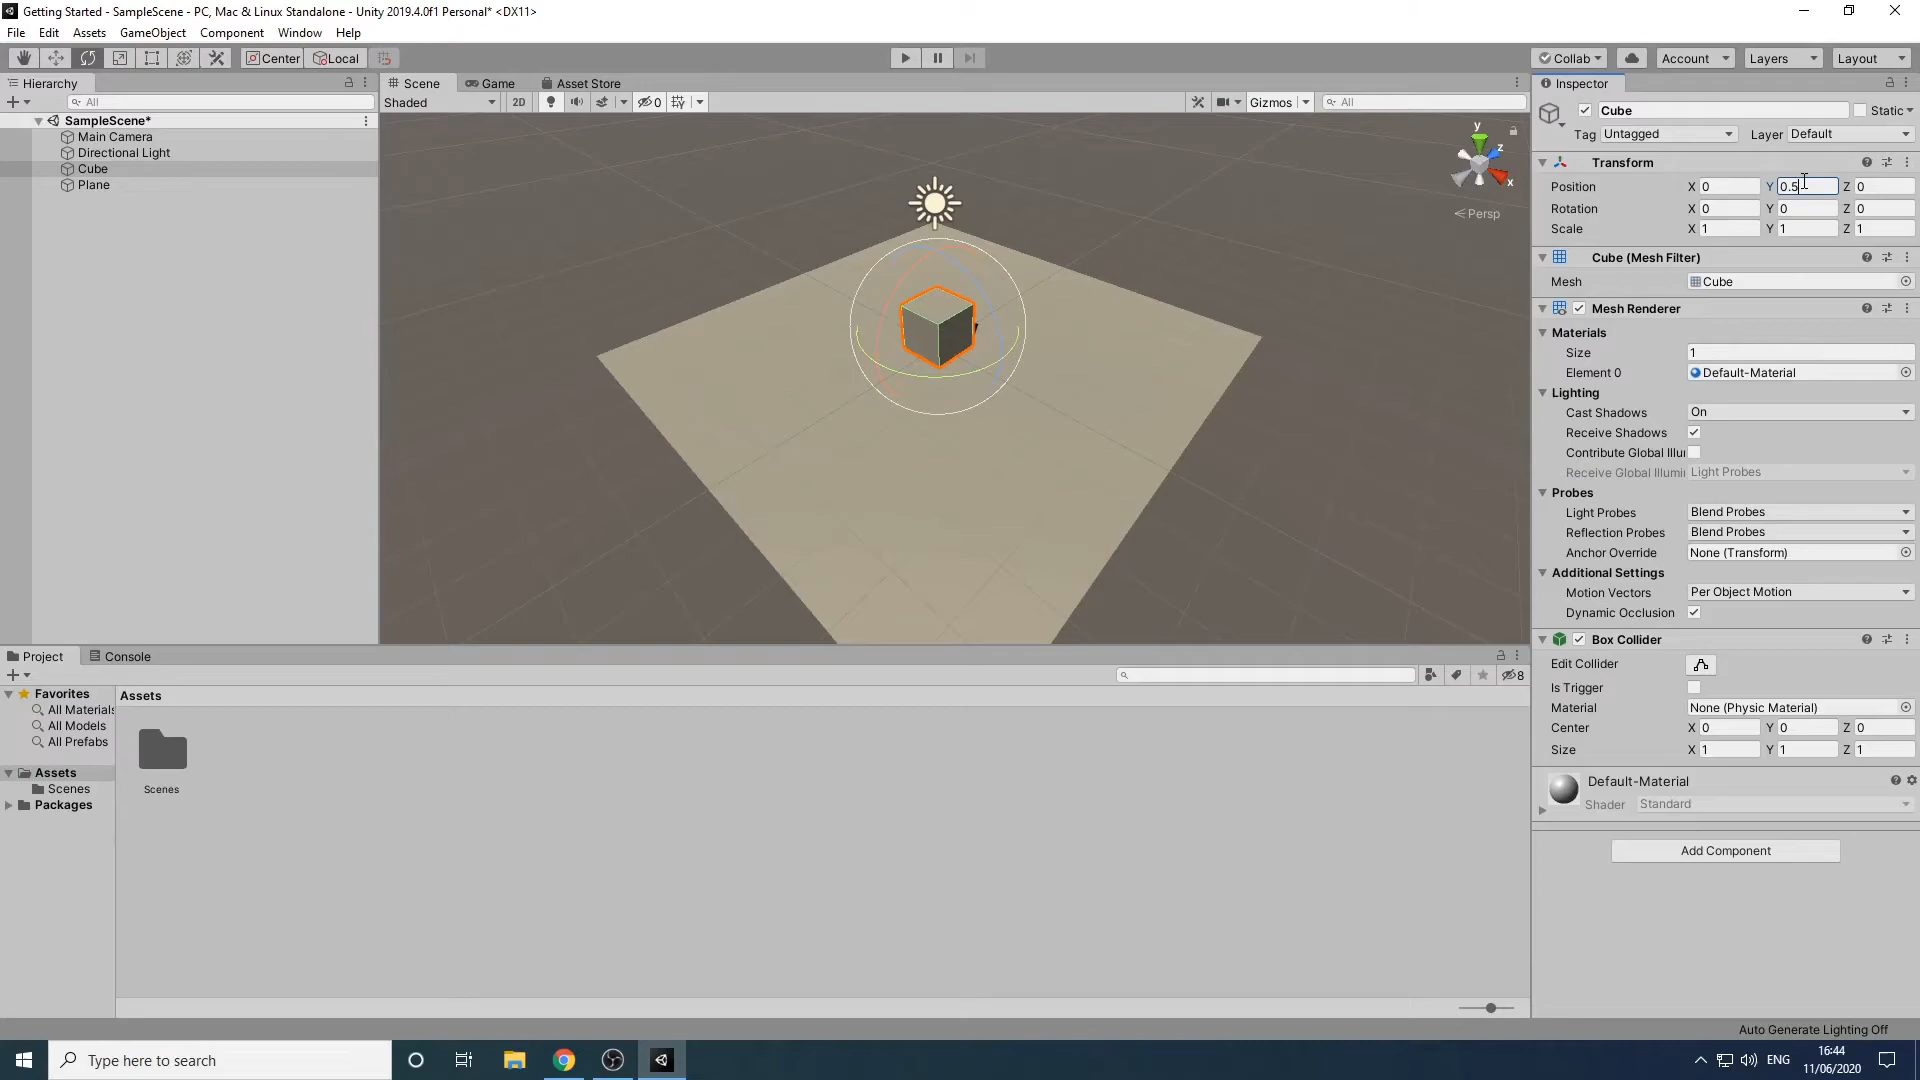 Getting Started - SampleScene - PC, Mac & Linux Standalone - Unity 2019.4.0f1 Personal* <DX11>
File Edit Assets GameObject Component Window Help
Center Local Collab Account Layers Layout
Hierarchy
All
SampleScene*
Main Camera
Directional Light
Cube
Plane
Scene Game Asset Store
Shaded 2D 0 Gizmos All
y
z
x
Persp
Inspector
Cube Static
Tag Untagged Layer Default
Transform
Position X 0 Y 0.5 Z 0
Rotation X 0 Y 0 Z 0
Scale X 1 Y 1 Z 1
Cube (Mesh Filter)
Mesh Cube
Mesh Renderer
Materials
Size 1
Element 0 Default-Material
Lighting
Cast Shadows On
Receive Shadows
Contribute Global Illu
Receive Global Illumi Light Probes
Probes
Light Probes Blend Probes
Reflection Probes Blend Probes
Anchor Override None (Transform)
Additional Settings
Motion Vectors Per Object Motion
Dynamic Occlusion
Box Collider
Edit Collider
Is Trigger
Material None (Physic Material)
Center X 0 Y 0 Z 0
Size X 1 Y 1 Z 1
Default-Material
Shader Standard
Add Component
Project Console
8
Favorites
All Materials
All Models
All Prefabs
Assets
Scenes
Packages
Assets
Scenes
Auto Generate Lighting Off
Type here to search
ENG
16:44
11/06/2020